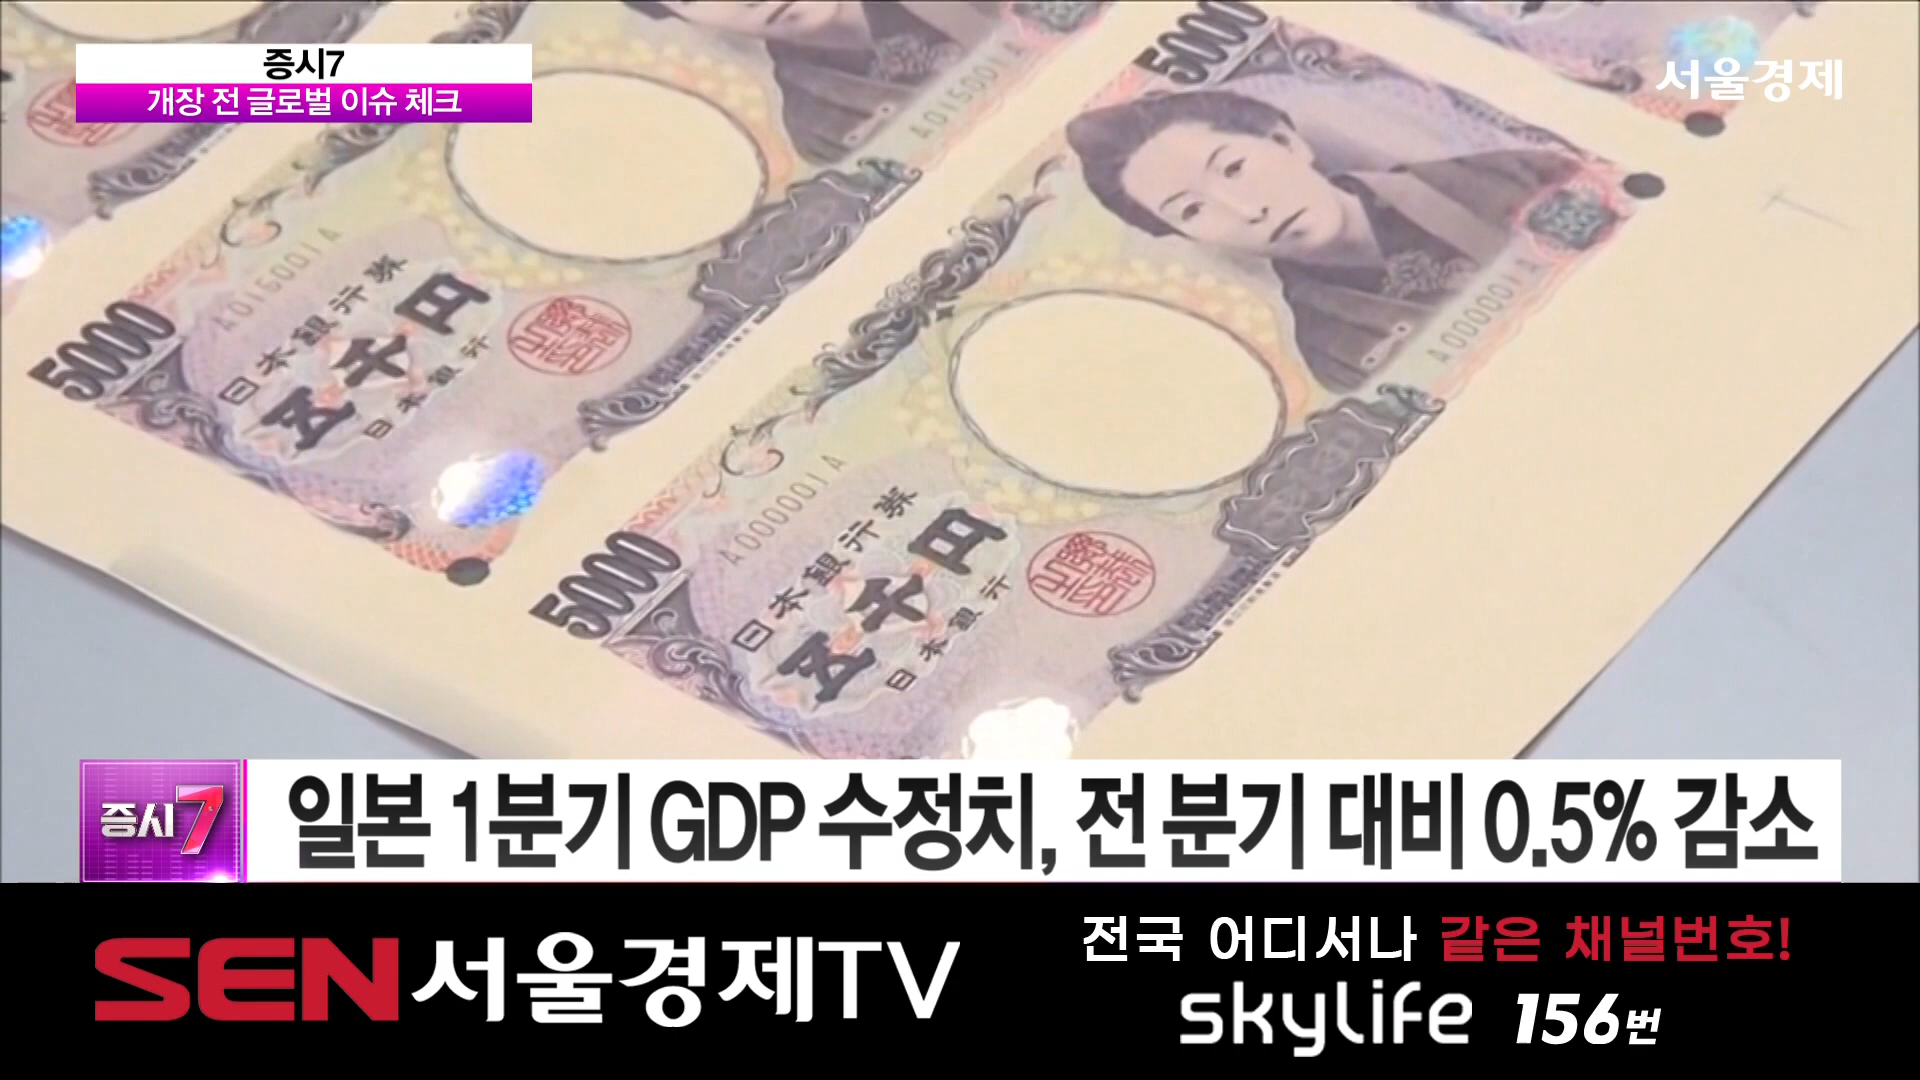 증시7
개장 전 글로벌 이슈 체크
서울경제
5000
A015001A
A015001A
日本銀行券
五千円
日本銀行
5000
5000
A000001A
A000001A
日本銀行券
五千円
日本銀行
증시7
일본 1분기 GDP 수정치, 전 분기 대비 0.5% 감소
SEN서울경제TV
전국 어디서나 같은 채널번호!
skylife 156번